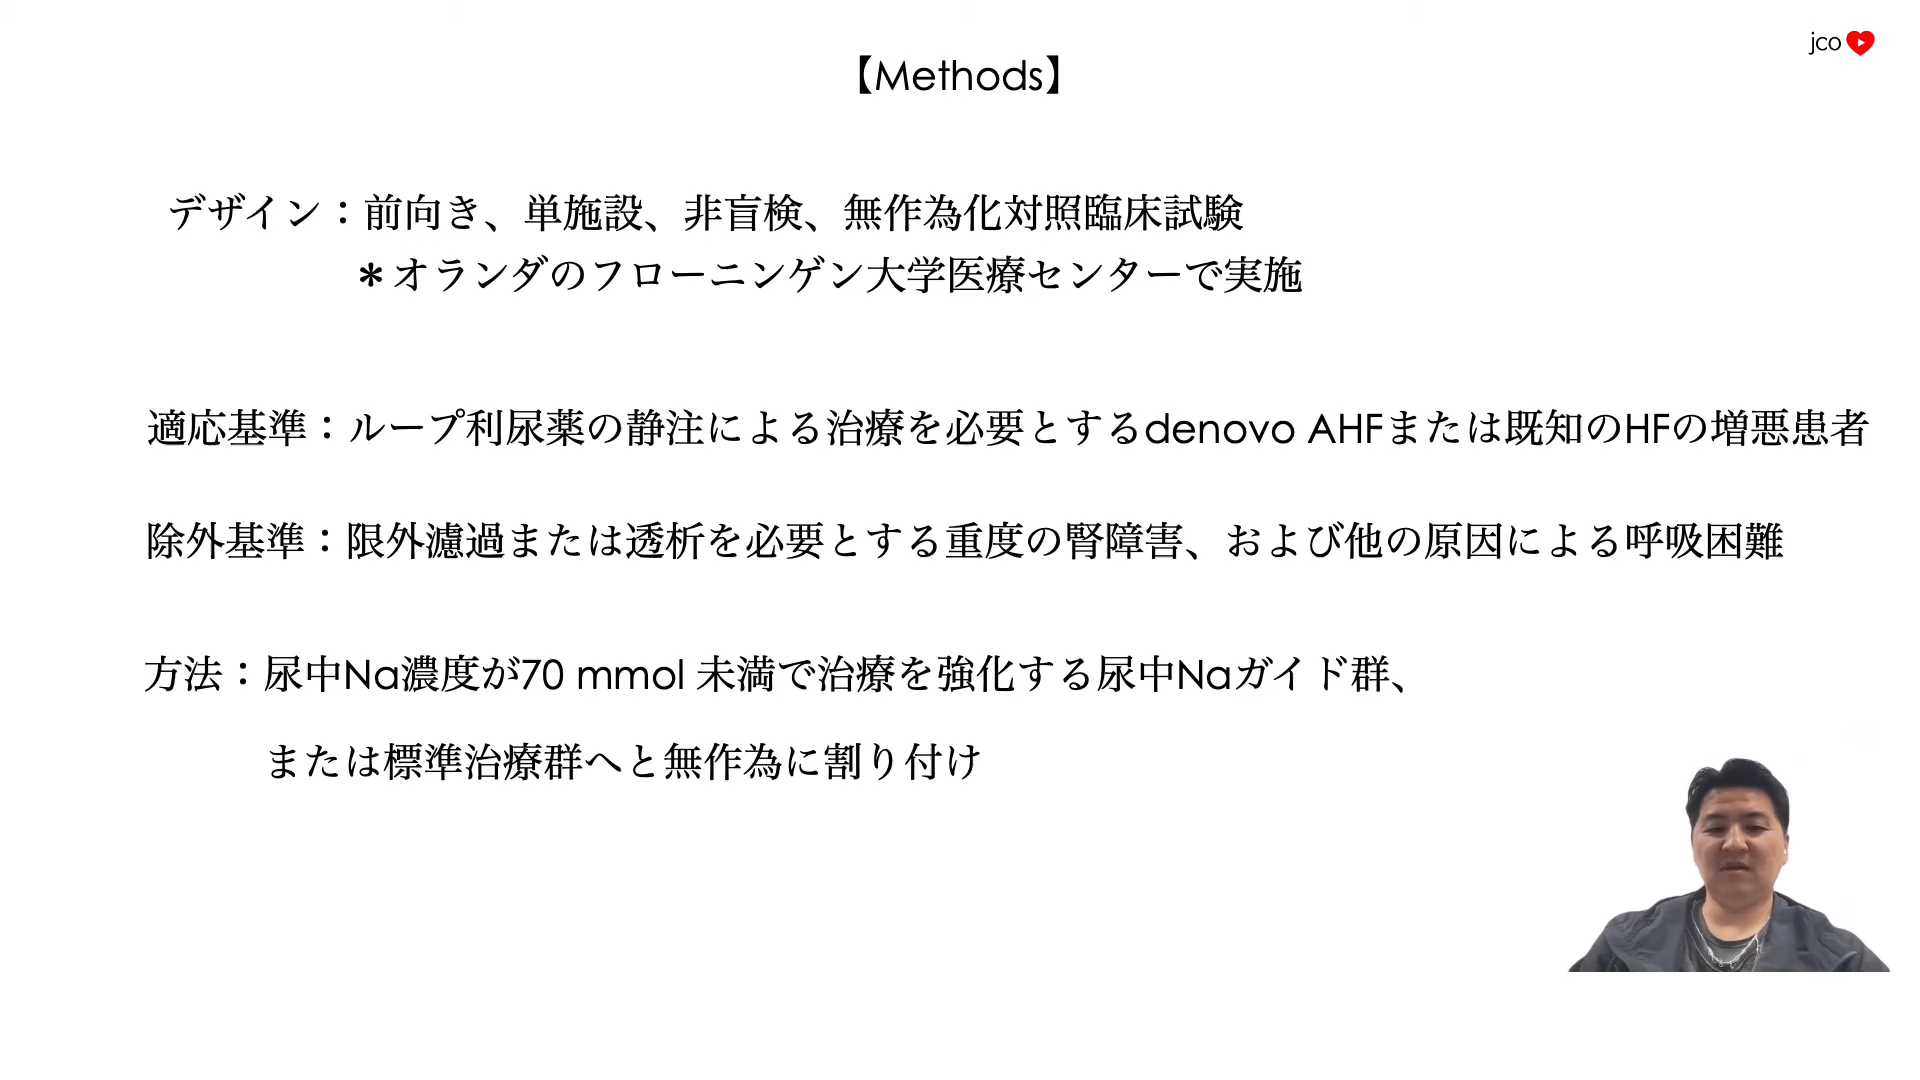 jco
【Methods】
デザイン：前向き、単施設、非盲検、無作為化対照臨床試験
＊オランダのフローニンゲン大学医療センターで実施
適応基準：ループ利尿薬の静注による治療を必要とするdenovo AHFまたは既知のHFの増悪患者
除外基準：限外濾過または透析を必要とする重度の腎障害、および他の原因による呼吸困難
方法：尿中Na濃度が70 mmol 未満で治療を強化する尿中Naガイド群、
または標準治療群へと無作為に割り付け